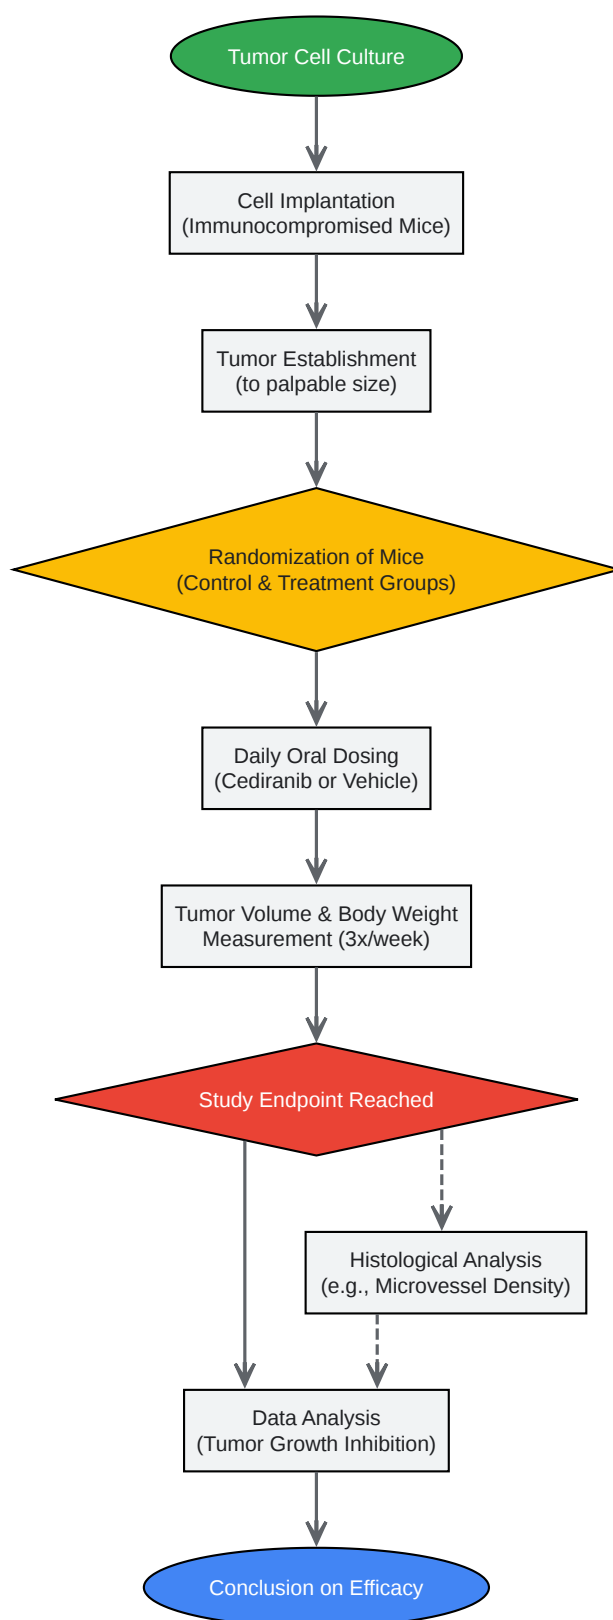 Tumor Cell Culture
Cell Implantation
(Immunocompromised Mice)
Tumor Establishment
(to palpable size)
Randomization of Mice
(Control & Treatment Groups)
Daily Oral Dosing
(Cediranib or Vehicle)
Tumor Volume & Body Weight
Measurement (3x/week)
Study Endpoint Reached
Histological Analysis
(e.g., Microvessel Density)
Data Analysis
(Tumor Growth Inhibition)
Conclusion on Efficacy